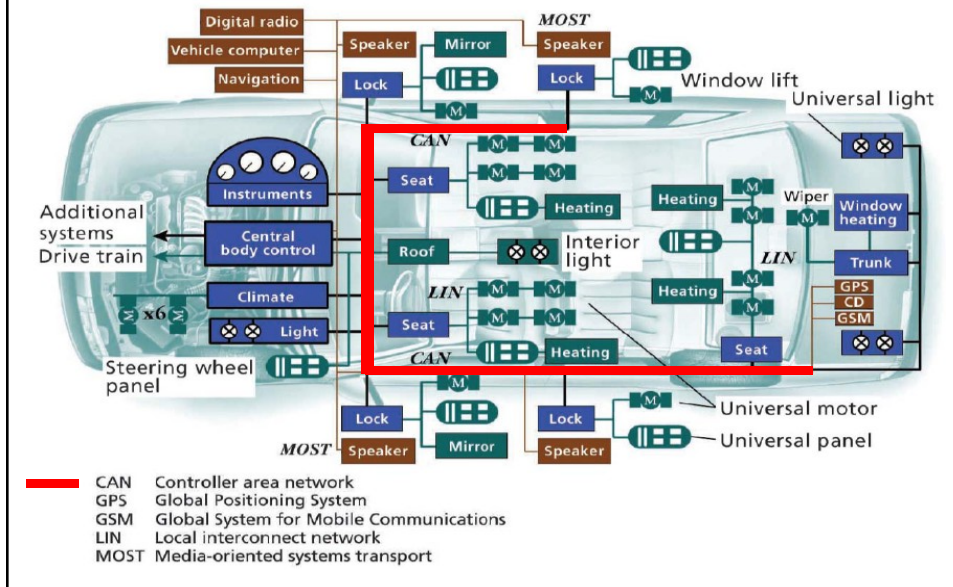 Digital radio
MOST
Vehicle computer
Speaker
Mirror
Speaker
Navigation
Lock
Lock
M
M
Window lift
Universal light
CAN
M
M
Instruments
Seat
M
M
Heating
Heating
M
M
Wiper
M
Window
heating
Additional
systems
Drive train
Central
body control
Roof
Interior
light
LIN
Trunk
LIN
M
M
M
GPS
CD
GSM
M
x6
M
Climate
Heating
M
M
M
Light
Seat
CAN
Heating
Seat
Steering wheel
panel
M
Lock
Lock
M
Universal motor
MOST
Speaker
Mirror
Speaker
Universal panel
CAN Controller area network
GPS Global Positioning System
GSM Global System for Mobile Communications
LIN Local interconnect network
MOST Media-oriented systems transport